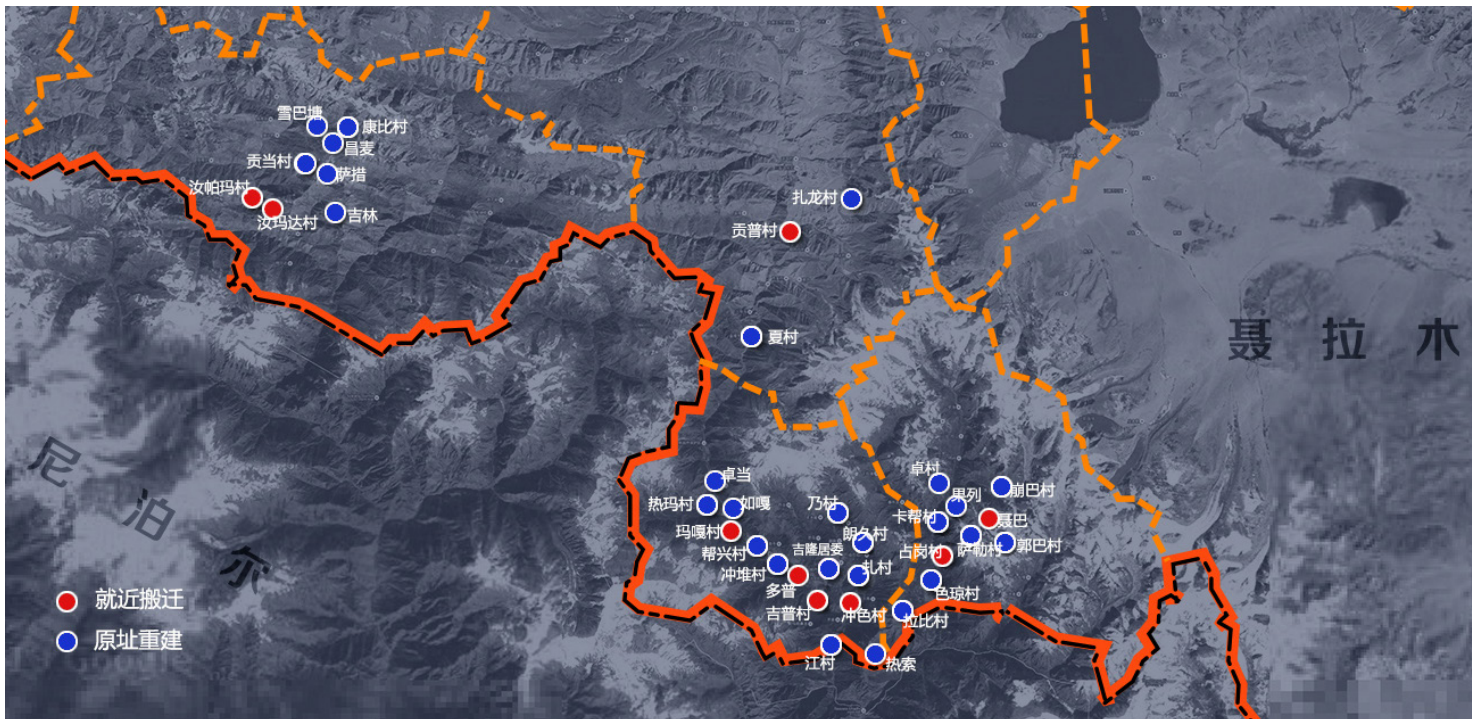 雪巴塘
康比村
昌麦
贡当村
萨措
汝帕玛村
汝玛达村
吉林
扎龙村
贡普村
夏村
聂拉木
尼泊尔
卓当
热玛村
如嘎
玛嘎村
帮兴村
冲堆村
多普
吉普村
乃村
朗久村
吉隆居委
扎村
冲色村
江村
热索
卓村
果列
崩巴村
卡帮村
聂巴
占岗村
萨勒村
郭巴村
色琼村
拉比村
就近搬迁
原址重建